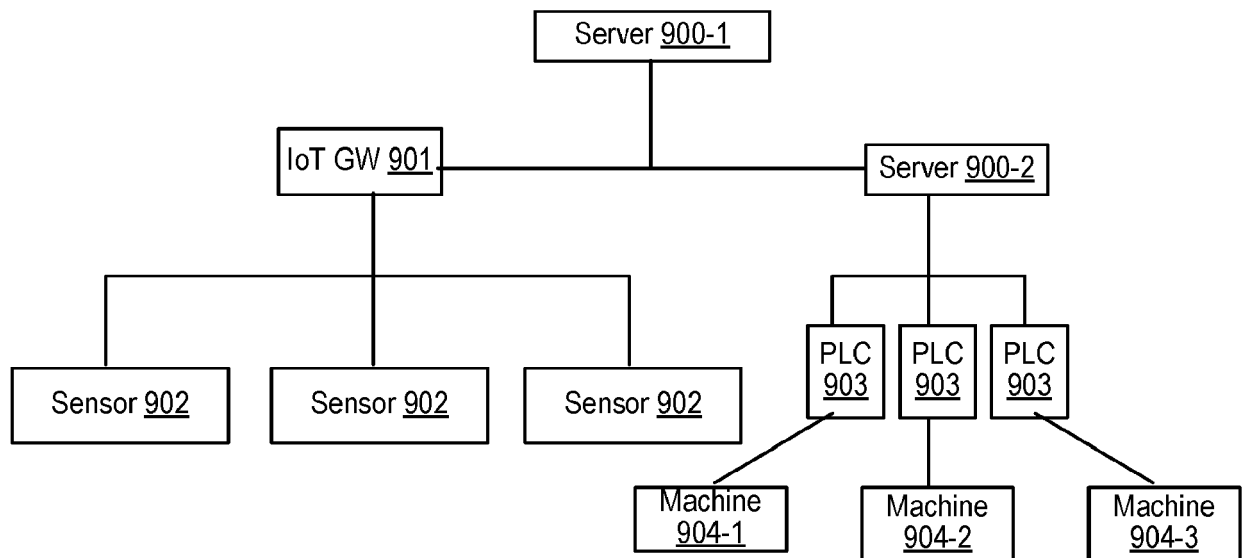 Server 900-1
IoT GW 901
Server 900-2
Sensor 902
Sensor 902
Sensor 902
PLC
903
PLC
903
PLC
903
Machine
904-1
Machine
904-2
Machine
904-3